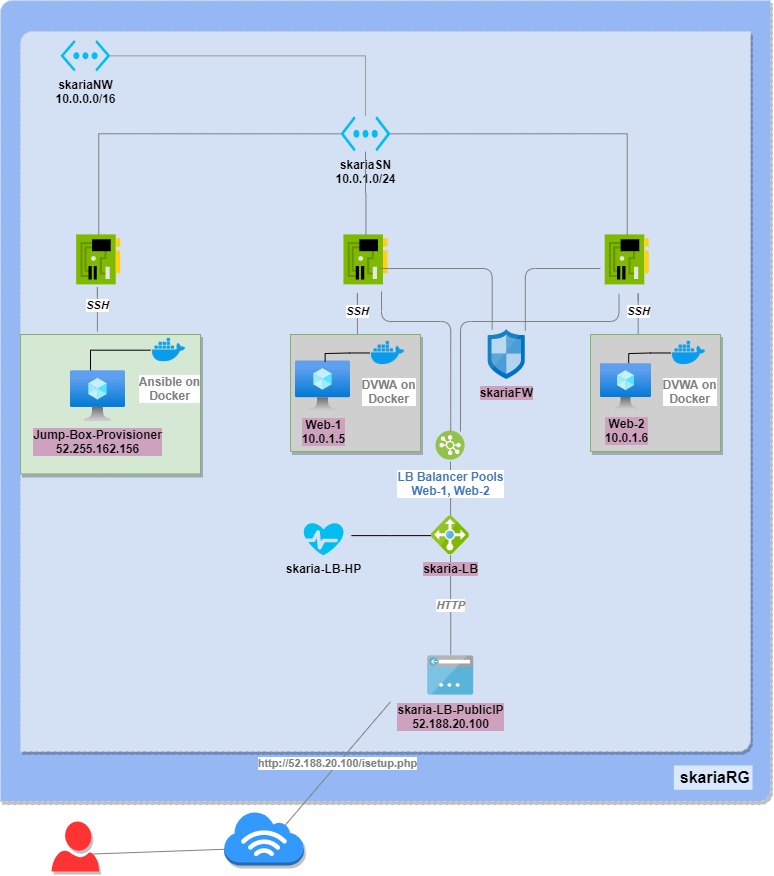 skariaNW
10.0.0.0/16
skariaSN
10.0.1.0/24
SSH
SSH
SSH
Ansible on
Docker
Jump-Box-Provisioner
52.255.162.156
DVWA on
Docker
Web-1
10.0.1.5
skariaFW
DVWA on
Docker
Web-2
10.0.1.6
LB Balancer Pools
Web-1, Web-2
skaria-LB-HP
skaria-LB
HTTP
skaria-LB-PublicIP
52.188.20.100
http://52.188.20.100/isetup.php
skariaRG